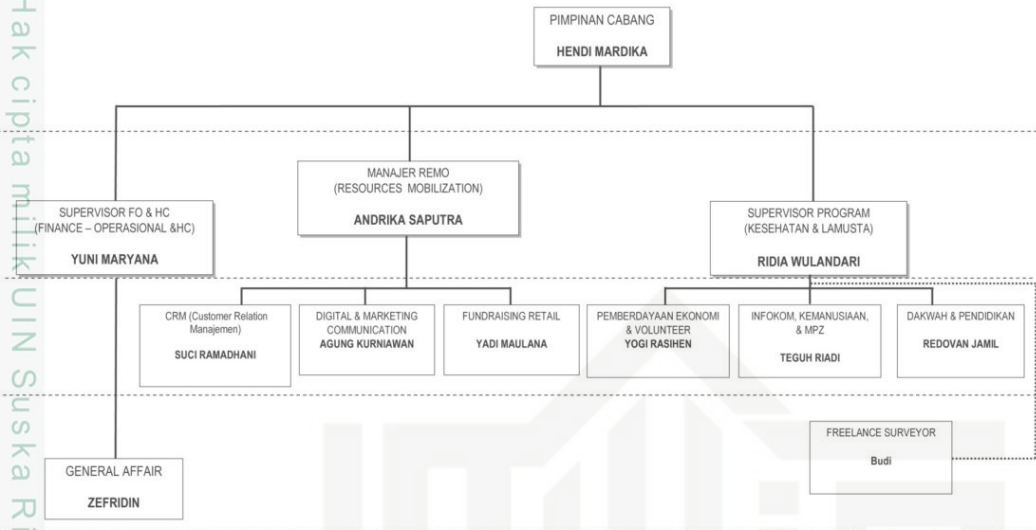 Hak cipta milik UIN Suska Ri
PIMPINAN CABANG
HENDI MARDIKA
MANAJER REMO
(RESOURCES MOBILIZATION)
ANDRIKA SAPUTRA
SUPERVISOR FO & HC
(FINANCE – OPERASIONAL &HC)
YUNI MARYANA
SUPERVISOR PROGRAM
(KESEHATAN & LAMUSTA)
RIDIA WULANDARI
CRM (Customer Relation
Manajemen)
SUCI RAMADHANI
DIGITAL & MARKETING
COMMUNICATION
AGUNG KURNIAWAN
FUNDRAISING RETAIL
YADI MAULANA
PEMBERDAYAAN EKONOMI
& VOLUNTEER
YOGI RASIHEN
INFOKOM, KEMANUSIAAN,
& MPZ
TEGUH RIADI
DAKWAH & PENDIDIKAN
REDOVAN JAMIL
FREELANCE SURVEYOR
Budi
GENERAL AFFAIR
ZEFRIDIN